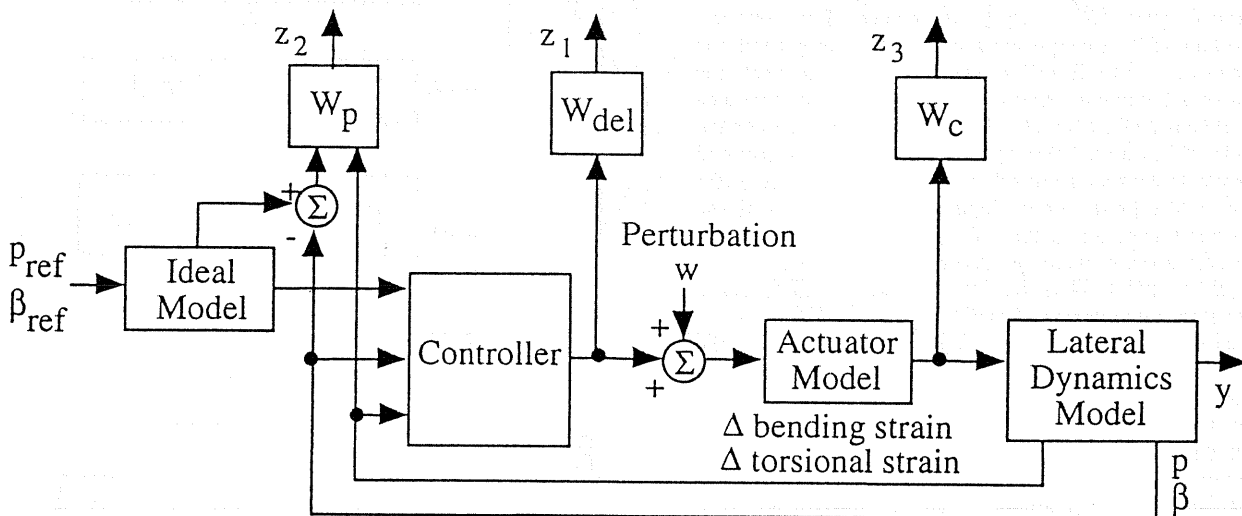 z2
z1
z3
Wp
Wdel
Wc
+
Σ
-
Perturbation
w
pref
βref
Ideal
Model
Controller
+
Σ
+
Actuator
Model
Lateral
Dynamics
Model
y
Δ bending strain
Δ torsional strain
p
β